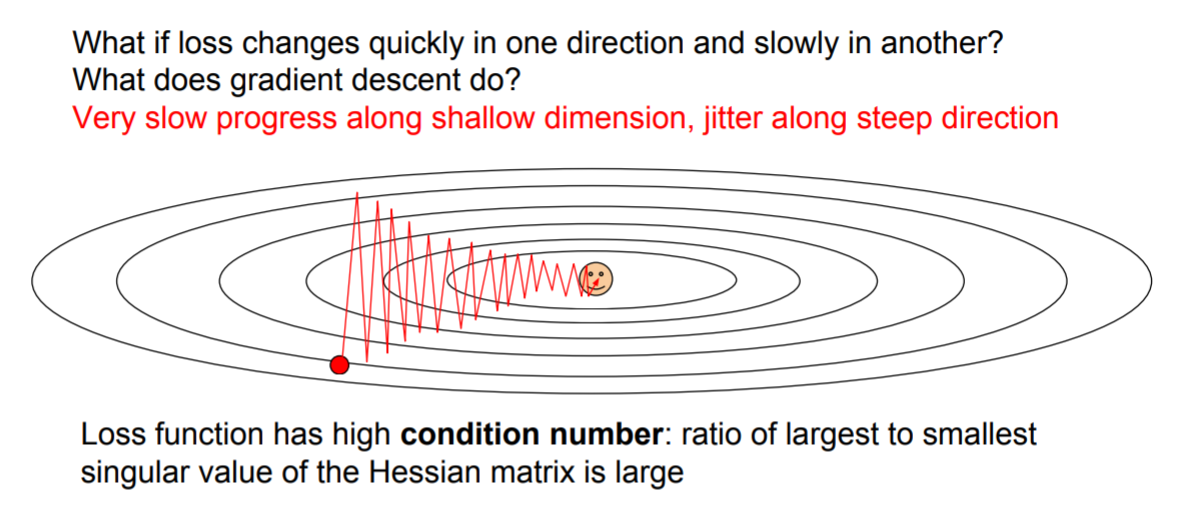 What if loss changes quickly in one direction and slowly in another?
What does gradient descent do?
Very slow progress along shallow dimension, jitter along steep direction
Loss function has high condition number: ratio of largest to smallest
singular value of the Hessian matrix is large